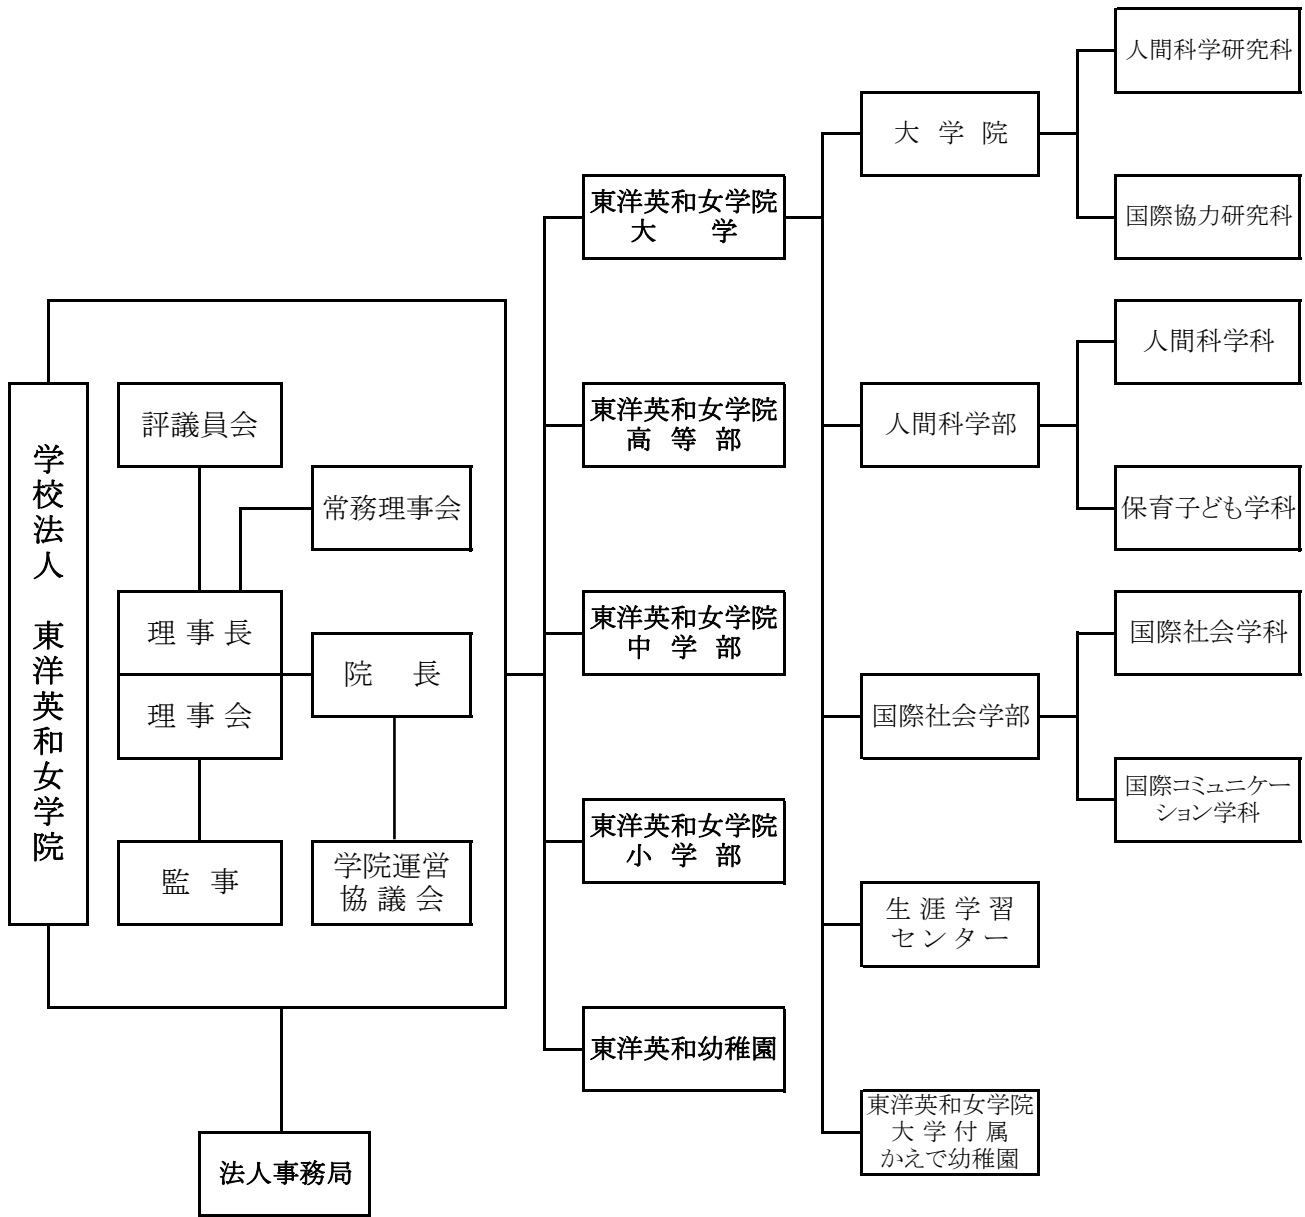 学校法人　東洋英和女学院
評議員会
常務理事会
理事長
理事会
院長
監事
学院運営
協議会
法人事務局
東洋英和女学院
大学
東洋英和女学院
高等部
東洋英和女学院
中学部
東洋英和女学院
小学部
東洋英和幼稚園
大学院
人間科学部
国際社会学部
生涯学習
センター
東洋英和女学院
大学付属
かえで幼稚園
人間科学研究科
国際協力研究科
人間科学科
保育子ども学科
国際社会学科
国際コミュニケー
ション学科